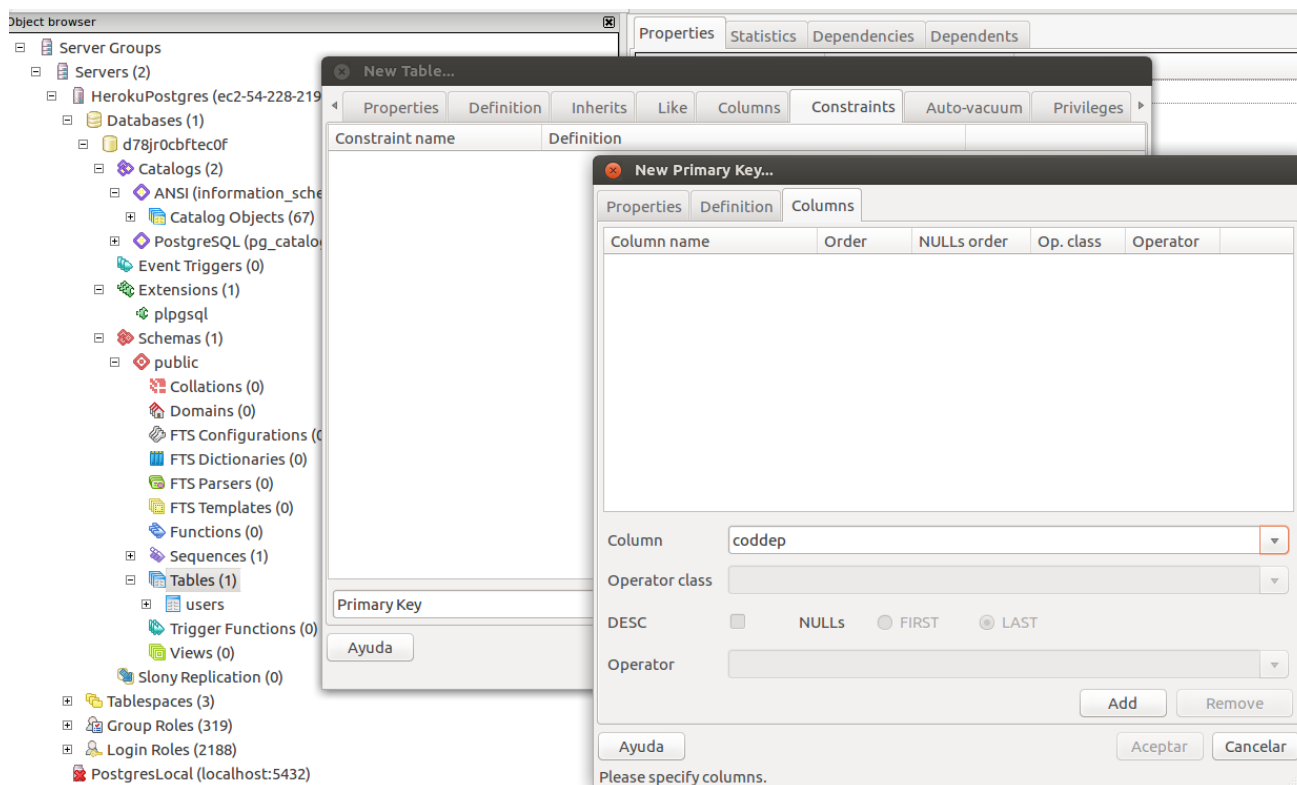 Object browser
Server Groups
Servers (2)
HerokuPostgres (ec2-54-228-219
Databases (1)
d78jr0cbftec0f
Catalogs (2)
ANSI (information_sche
Catalog Objects (67)
PostgreSQL (pg_catalo
Event Triggers (0)
Extensions (1)
plpgsql
Schemas (1)
public
Collations (0)
Domains (0)
FTS Configurations (0
FTS Dictionaries (0)
FTS Parsers (0)
FTS Templates (0)
Functions (0)
Sequences (1)
Tables (1)
users
Trigger Functions (0)
Views (0)
Slony Replication (0)
Tablespaces (3)
Group Roles (319)
Login Roles (2188)
PostgresLocal (localhost:5432)
Properties Statistics Dependencies Dependents
New Table...
Properties Definition Inherits Like Columns Constraints Auto-vacuum Privileges
Constraint name Definition
Primary Key
Ayuda
New Primary Key...
Properties Definition Columns
Column name Order NULLs order Op. class Operator
Column coddep
Operator class
DESC NULLs FIRST LAST
Operator
Add Remove
Ayuda Aceptar Cancelar
Please specify columns.